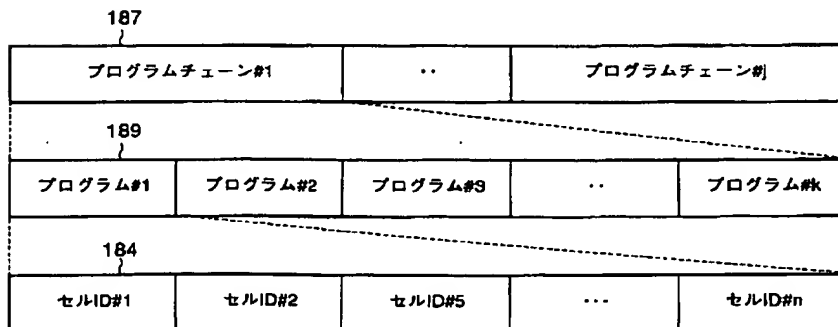 187
プログラムチェーン#1 ･･ プログラムチェーン#j
189
プログラム#1 プログラム#2 プログラム#9 ･･ プログラム#k
184
セルID#1 セルID#2 セルID#5 ･･･ セルID#n